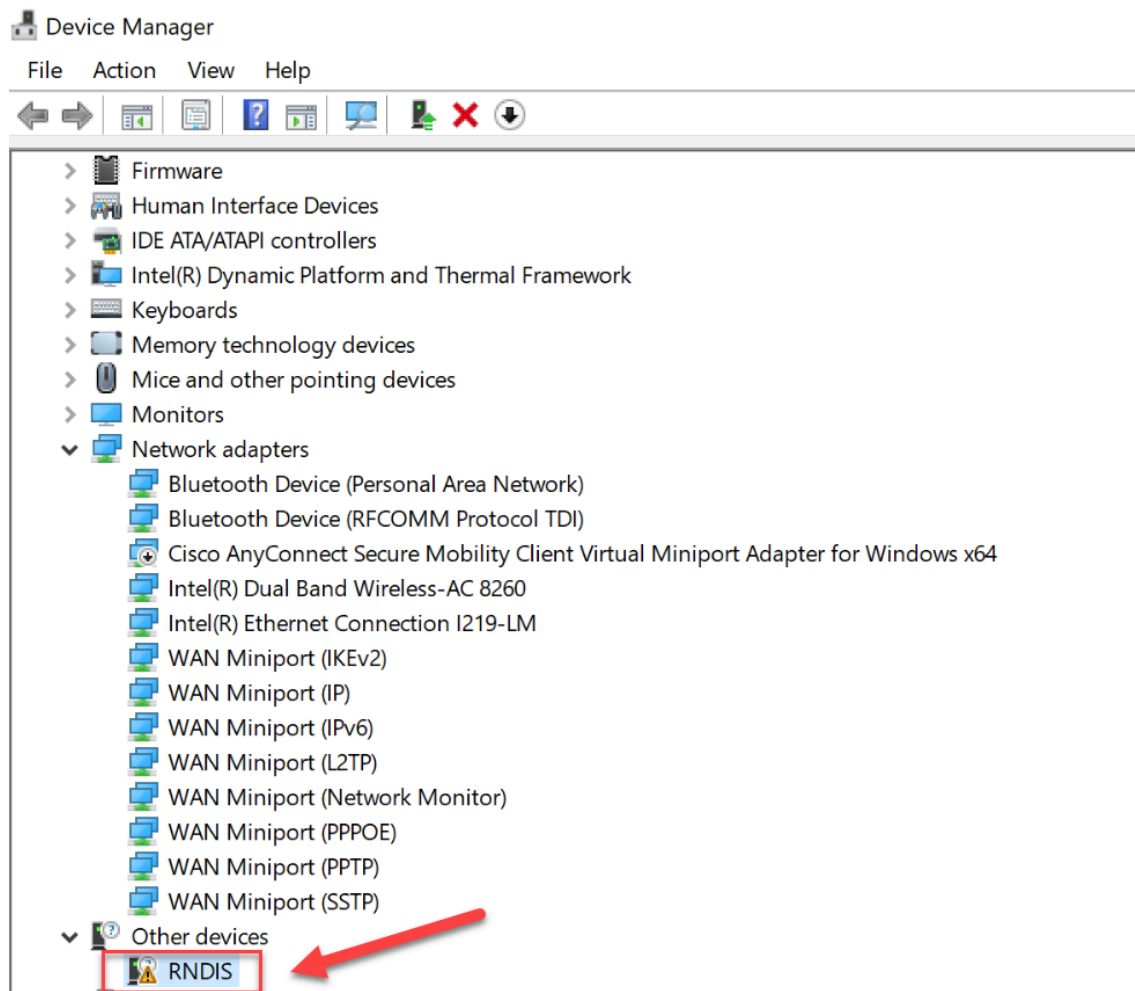 Device Manager
File Action View Help
Firmware
Human Interface Devices
IDE ATA/ATAPI controllers
Intel(R) Dynamic Platform and Thermal Framework
Keyboards
Memory technology devices
Mice and other pointing devices
Monitors
Network adapters
Bluetooth Device (Personal Area Network)
Bluetooth Device (RFCOMM Protocol TDI)
Cisco AnyConnect Secure Mobility Client Virtual Miniport Adapter for Windows x64
Intel(R) Dual Band Wireless-AC 8260
Intel(R) Ethernet Connection I219-LM
WAN Miniport (IKEv2)
WAN Miniport (IP)
WAN Miniport (IPv6)
WAN Miniport (L2TP)
WAN Miniport (Network Monitor)
WAN Miniport (PPPOE)
WAN Miniport (PPTP)
WAN Miniport (SSTP)
Other devices
RNDIS